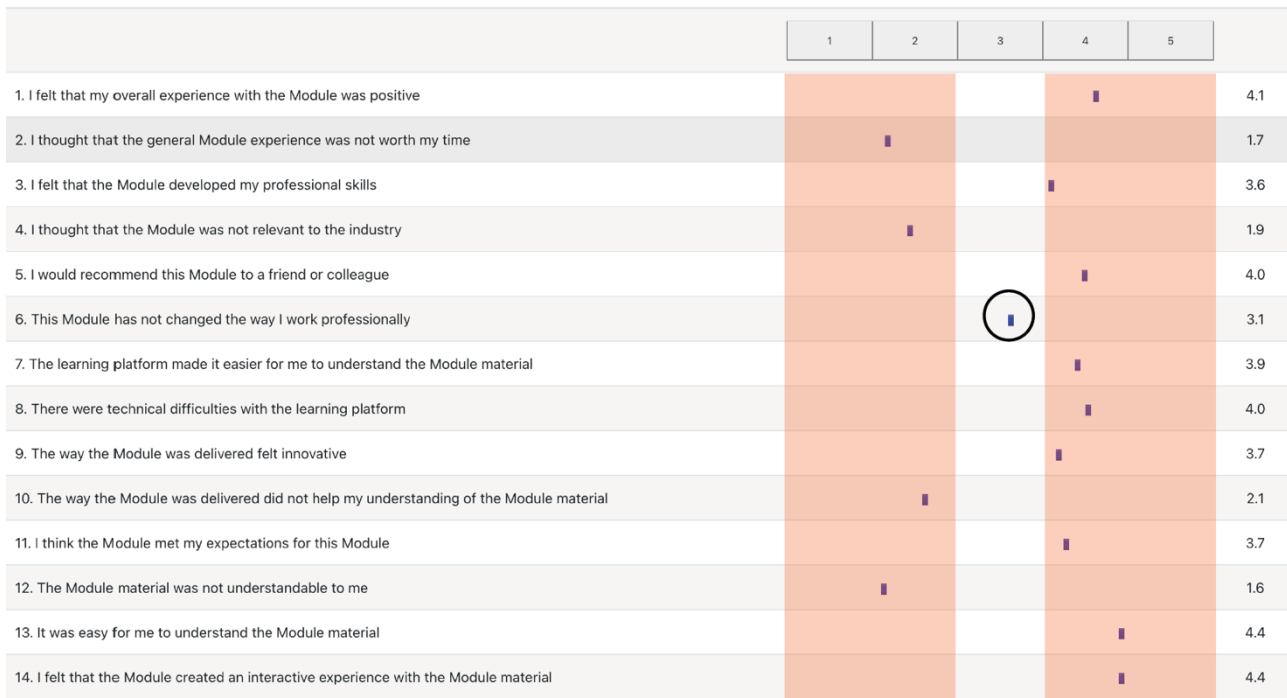 1 2 3 4 5
1. I felt that my overall experience with the Module was positive 4.1
2. I thought that the general Module experience was not worth my time 1.7
3. I felt that the Module developed my professional skills 3.6
4. I thought that the Module was not relevant to the industry 1.9
5. I would recommend this Module to a friend or colleague 4.0
6. This Module has not changed the way I work professionally 3.1
7. The learning platform made it easier for me to understand the Module material 3.9
8. There were technical difficulties with the learning platform 4.0
9. The way the Module was delivered felt innovative 3.7
10. The way the Module was delivered did not help my understanding of the Module material 2.1
11. I think the Module met my expectations for this Module 3.7
12. The Module material was not understandable to me 1.6
13. It was easy for me to understand the Module material 4.4
14. I felt that the Module created an interactive experience with the Module material 4.4